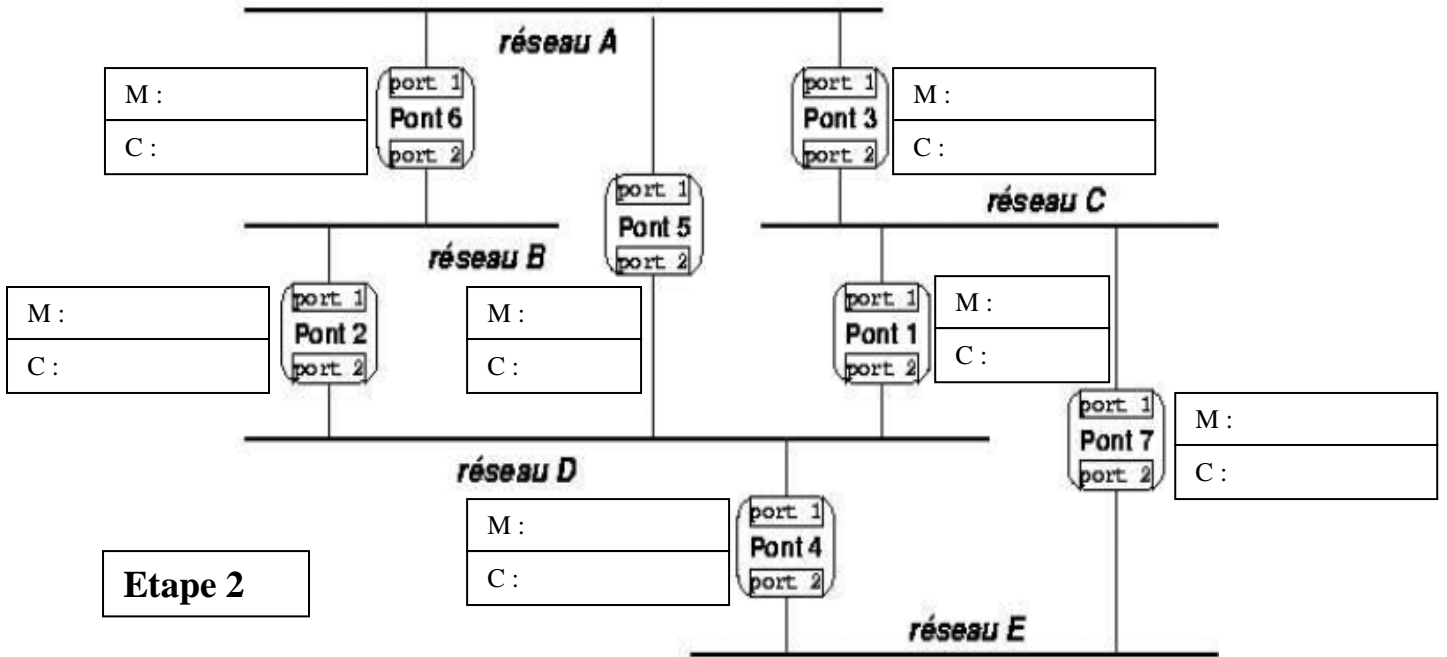 réseau A
M :
C :
port 1
Pont 6
port 2
port 1
Pont 3
port 2
M :
C :
port 1
Pont 5
port 2
réseau C
réseau B
M :
C :
port 1
Pont 2
port 2
M :
C :
port 1
Pont 1
port 2
M :
C :
port 1
Pont 7
port 2
M :
C :
réseau D
M :
C :
port 1
Pont 4
port 2
Etape 2
réseau E